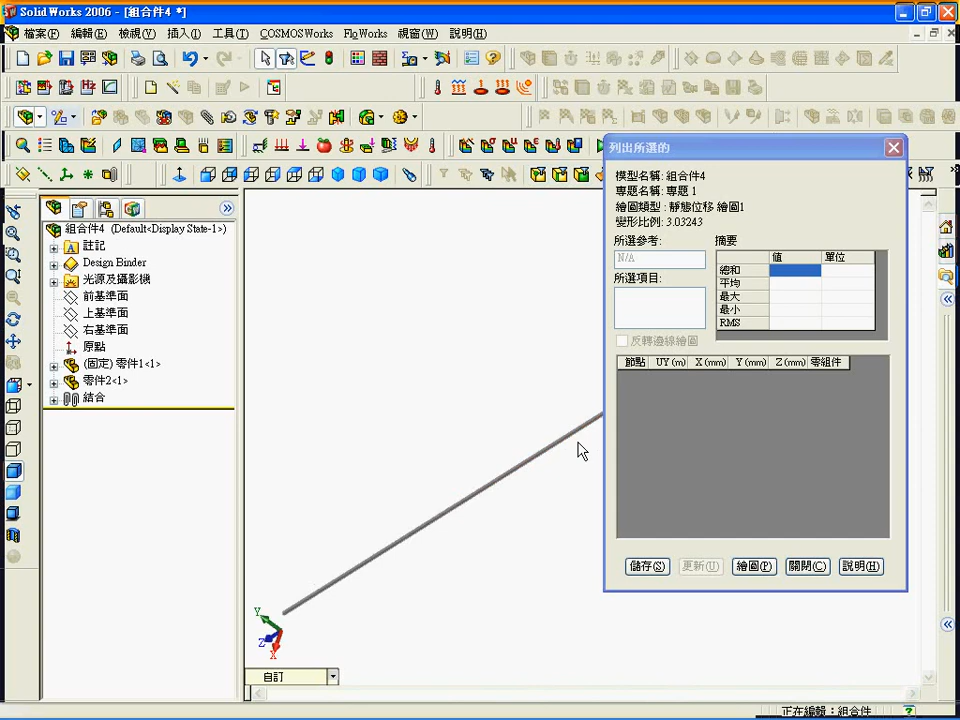 SolidWorks 2006 - [組合件4 *]
檔案(F) 編輯(E) 檢視(V) 插入(I) 工具(T) COSMOSWorks FloWorks 視窗(W) 說明(H)
組合件4 (Default<Display State-1>)
註記
Design Binder
光源及攝影機
前基準面
上基準面
右基準面
原點
(固定) 零件1<1>
零件2<1>
結合
列出所選的
模型名稱: 組合件4
專題名稱: 專題 1
繪圖類型 : 靜態位移 繪圖1
變形比例: 3.03243
所選參考:
N/A
所選項目:
反轉邊線繪圖
摘要
值 單位
總和
平均
最大
最小
RMS
節點 UY (m) X (mm) Y (mm) Z (mm) 零組件
儲存(S) 更新(U) 繪圖(P) 關閉(C) 說明(H)
Y
Z
X
自訂
正在編輯：組合件